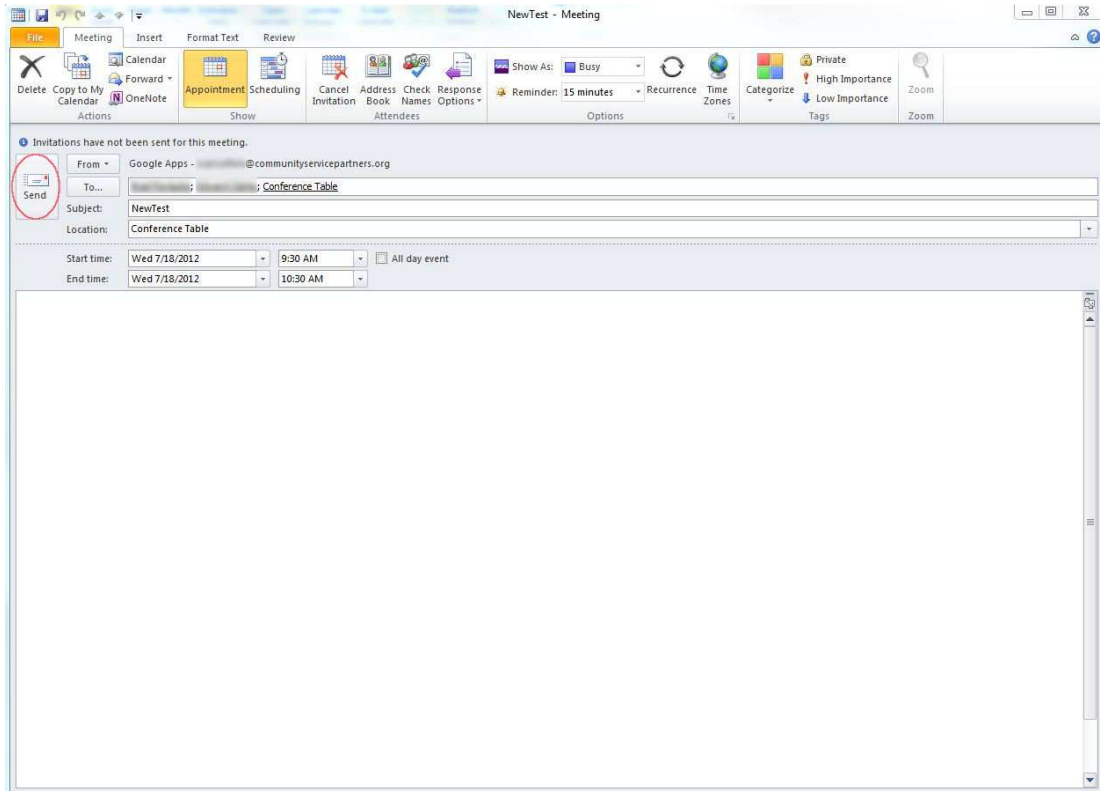 NewTest - Meeting
File Meeting Insert Format Text Review
Delete Copy to My Calendar Calendar Forward OneNote Appointment Scheduling Cancel Invitation Address Book Check Names Response Options Show As: Busy Reminder: 15 minutes Recurrence Time Zones Categorize Private High Importance Low Importance Zoom
Actions Show Attendees Options Tags Zoom
Invitations have not been sent for this meeting.
From Google Apps - @communityservicepartners.org
Send
To... ; ; Conference Table
Subject: NewTest
Location: Conference Table
Start time: Wed 7/18/2012 9:30 AM All day event
End time: Wed 7/18/2012 10:30 AM